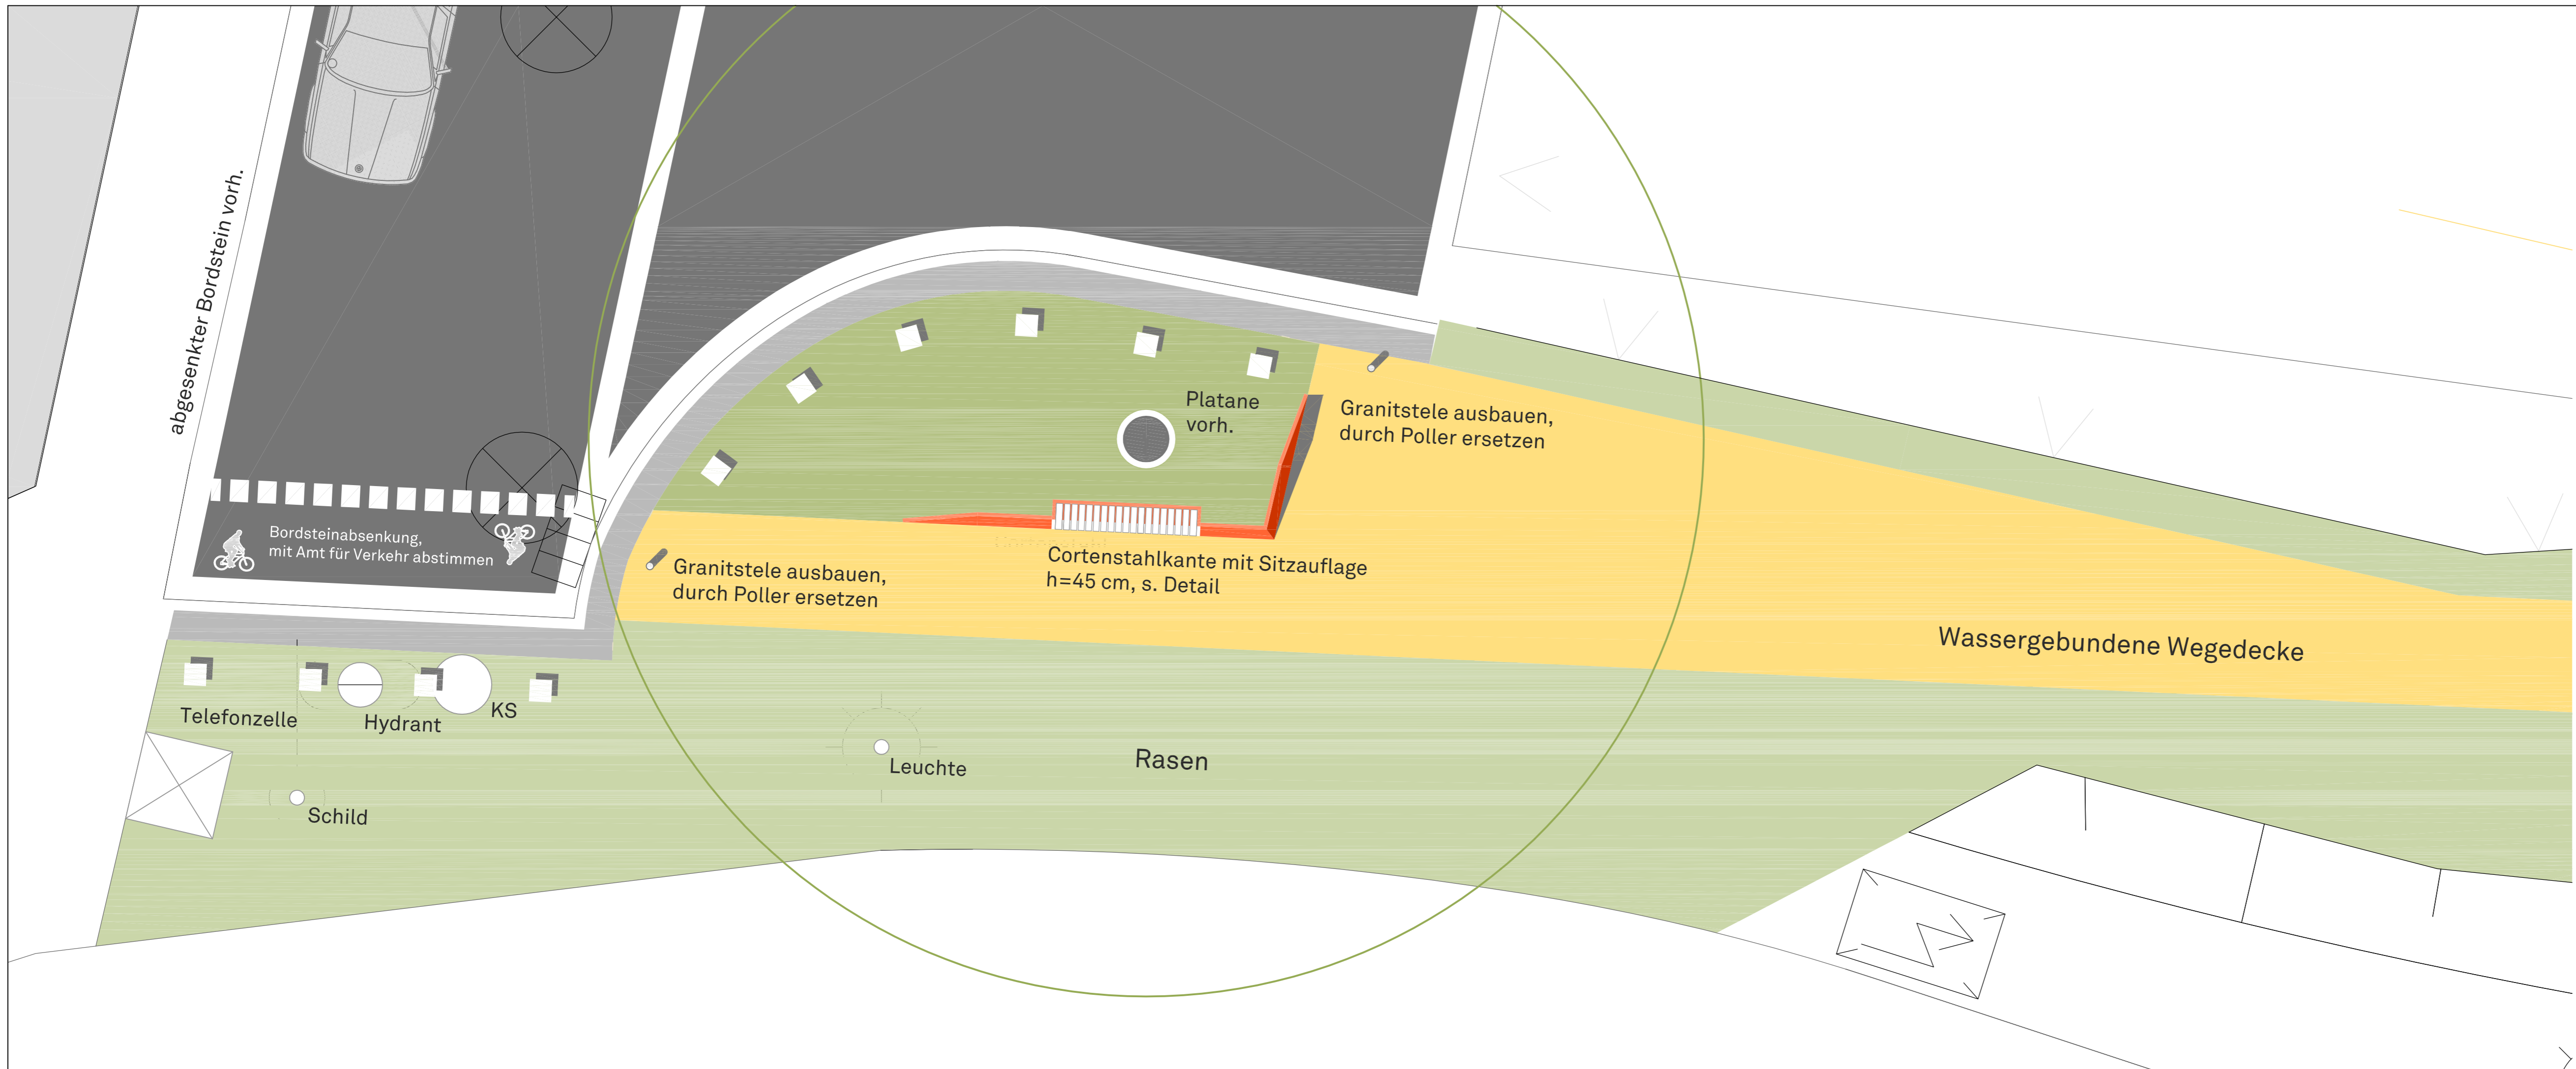 abgesenkter Bordstein vorh.
Platane
vorh.
Granitstele ausbauen,
durch Poller ersetzen
Bordsteinabsenkung,
mit Amt für Verkehr abstimmen
Granitstele ausbauen,
durch Poller ersetzen
Cortenstahlkante mit Sitzauflage
h=45 cm, s. Detail
Wassergebundene Wegedecke
Telefonzelle
Hydrant
KS
Leuchte
Rasen
Schild